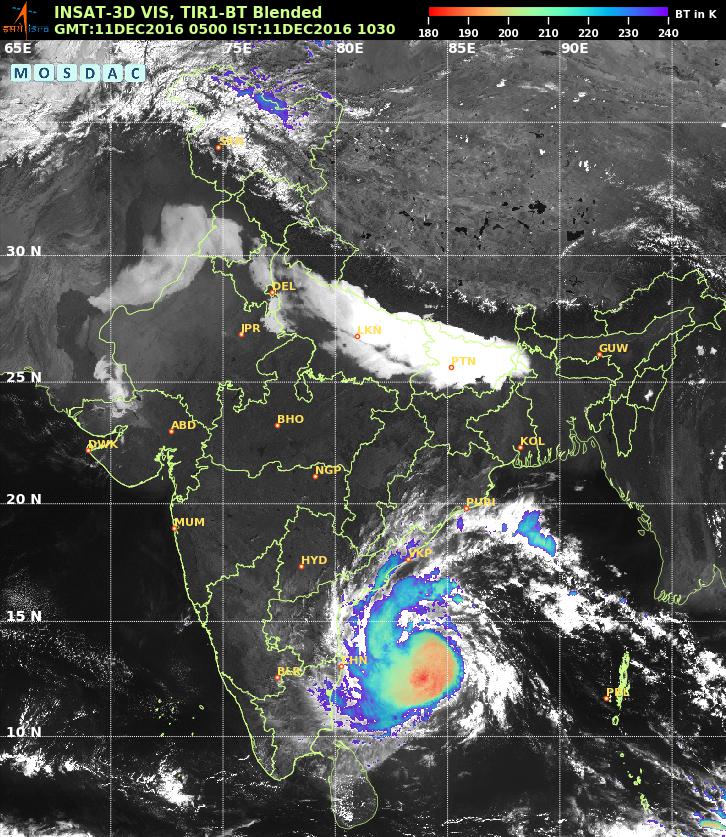 INSAT-3D VIS, TIR1-BT Blended
GMT:11DEC2016 0500 IST:11DEC2016 1030
BT in K
180 190 200 210 220 230 240
65E 75E 80E 85E 90E
M O S D A C
30 N
DEL
JPR LKN
GUW
PTN
25 N
BHO
ABD
DWK KOL
NGP
20 N PURI
MUM
VKP
HYD
15 N
CHN
BLR
PBL
10 N